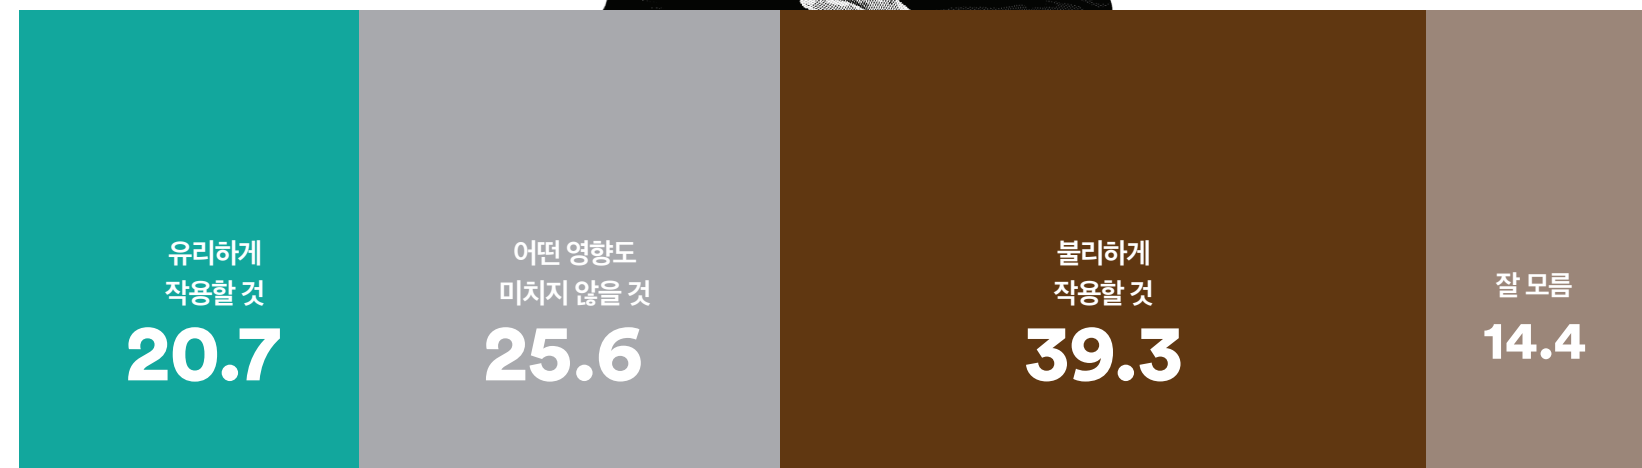 유리하게
작용할 것
20.7
어떤 영향도
미치지 않을 것
25.6
불리하게
작용할 것
39.3
잘 모름
14.4